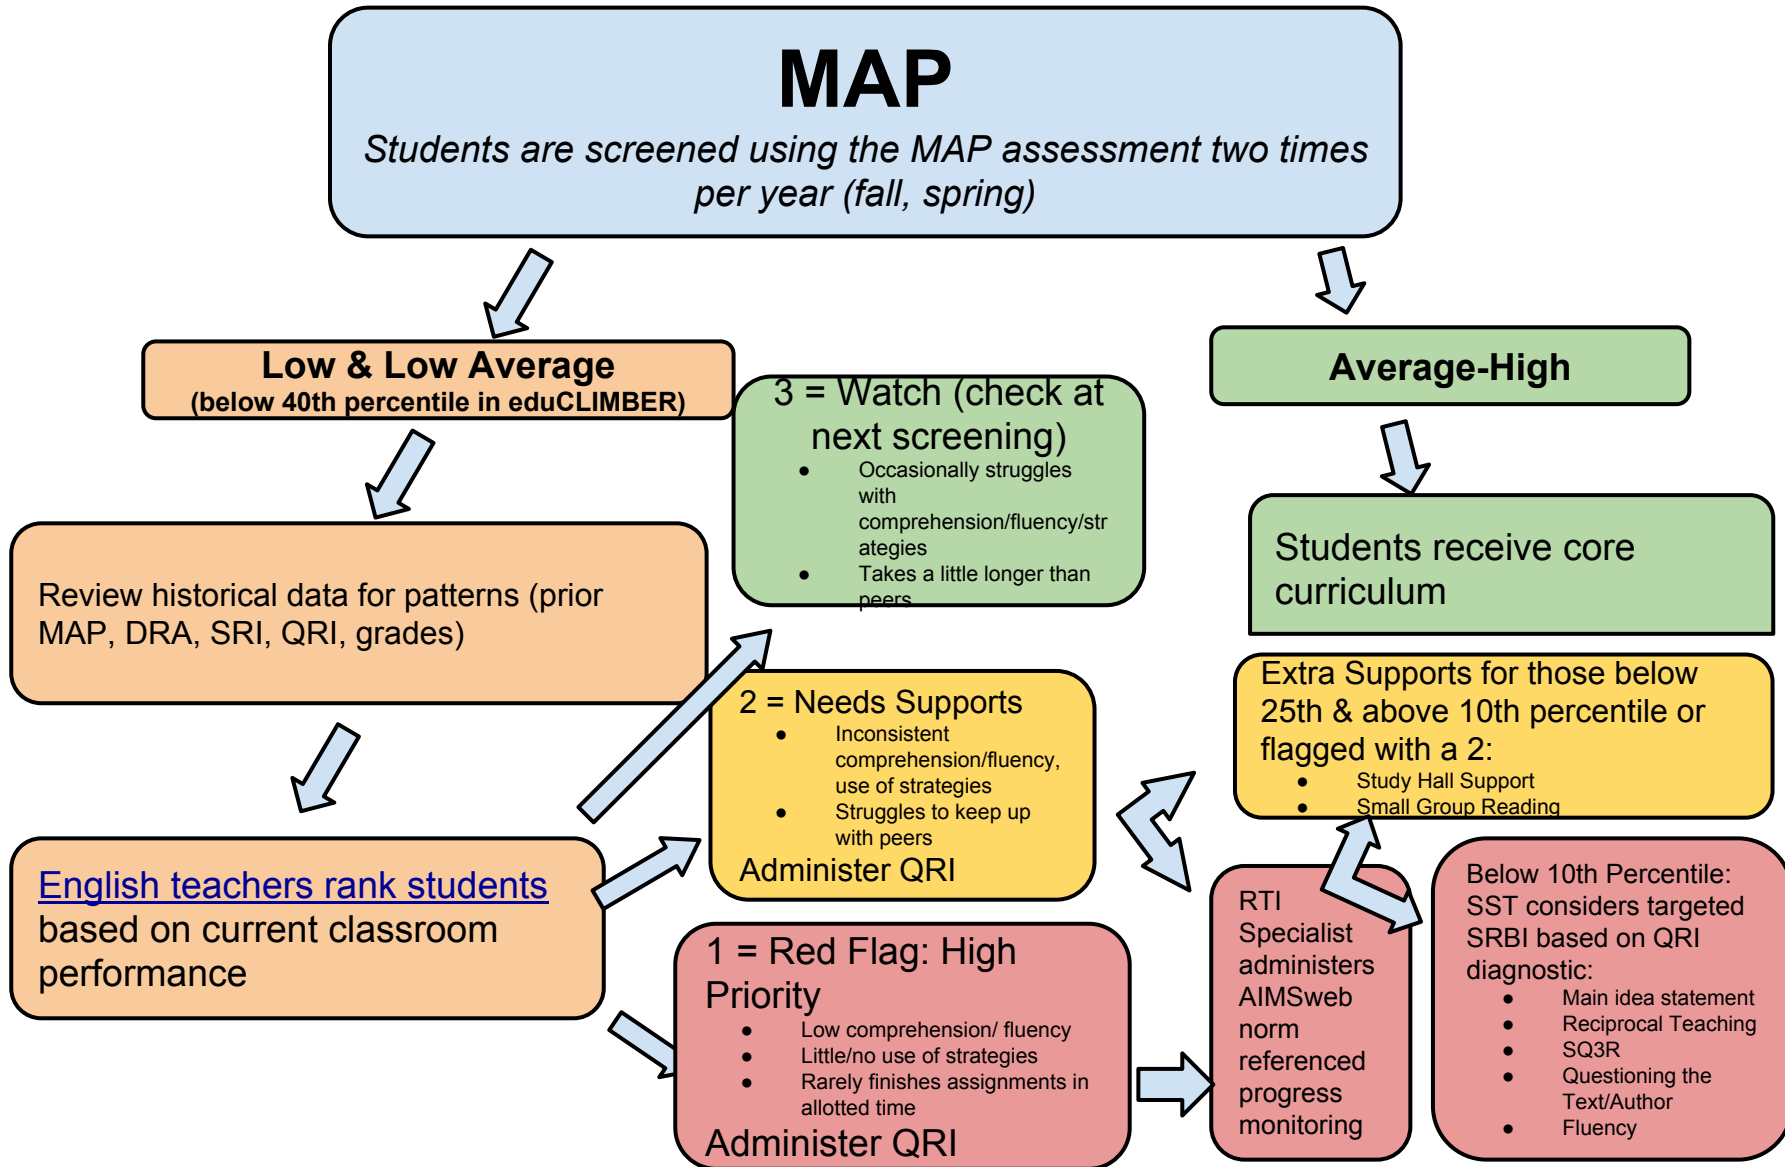 MAP
Students are screened using the MAP assessment two times
per year (fall, spring)
Low & Low Average
(below 40th percentile in eduCLIMBER)
Average-High
3 = Watch (check at
next screening)
● Occasionally struggles
with
comprehension/fluency/str
ategies
● Takes a little longer than
peers
Students receive core
curriculum
Review historical data for patterns (prior
MAP, DRA, SRI, QRI, grades)
2 = Needs Supports
● Inconsistent
comprehension/fluency,
use of strategies
● Struggles to keep up
with peers
Administer QRI
Extra Supports for those below
25th & above 10th percentile or
flagged with a 2:
● Study Hall Support
● Small Group Reading
English teachers rank students
based on current classroom
performance
1 = Red Flag: High
Priority
● Low comprehension/ fluency
● Little/no use of strategies
● Rarely finishes assignments in
allotted time
Administer QRI
RTI
Specialist
administers
AIMSweb
norm
referenced
progress
monitoring
Below 10th Percentile:
SST considers targeted
SRBI based on QRI
diagnostic:
● Main idea statement
● Reciprocal Teaching
● SQ3R
● Questioning the
Text/Author
● Fluency